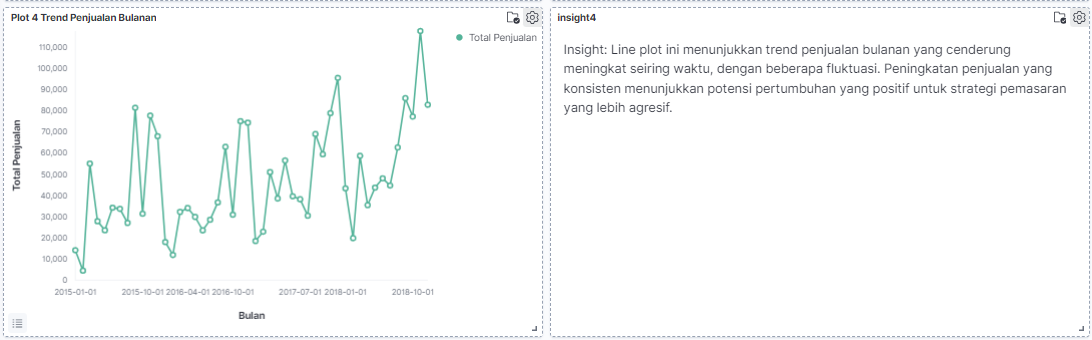 Plot 4 Trend Penjualan Bulanan
Total Penjualan
110,000
100,000
90,000
80,000
70,000
60,000
50,000
40,000
30,000
20,000
10,000
0
Total Penjualan
2015-01-01 2015-10-01 2016-04-01 2016-10-01 2017-07-01 2018-01-01 2018-10-01
Bulan
insight4
Insight: Line plot ini menunjukkan trend penjualan bulanan yang cenderung
meningkat seiring waktu, dengan beberapa fluktuasi. Peningkatan penjualan yang
konsisten menunjukkan potensi pertumbuhan yang positif untuk strategi pemasaran
yang lebih agresif.